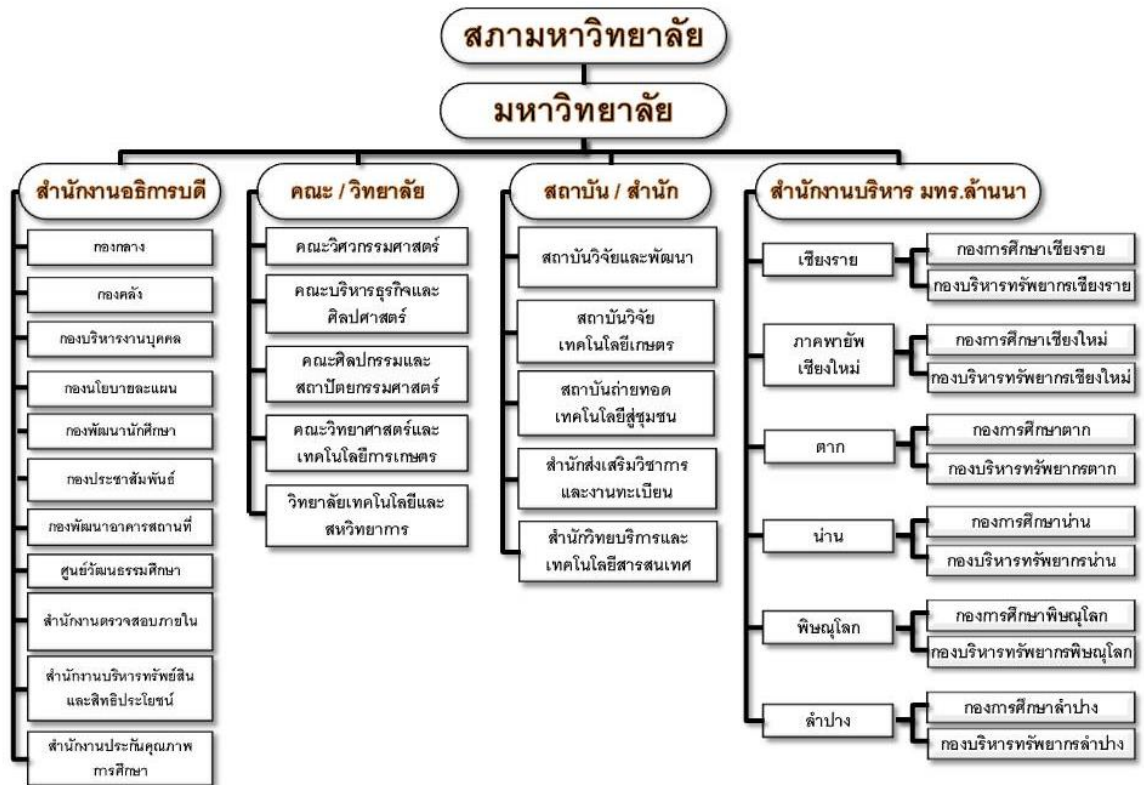 สภามหาวิทยาลัย
มหาวิทยาลัย
สำนักงานอธิการบดี
กองกลาง
กองคลัง
กองบริหารงานบุคคล
กองนโยบายละแผน
กองพัฒนานักศึกษา
กองประชาสัมพันธ์
กองพัฒนาอาคารสถานที่
ศูนย์วัฒนธรรมศึกษา
สำนักงานตรวจสอบภายใน
สำนักงานบริหารทรัพย์สิน
และสิทธิประโยชน์
สำนักงานประกันคุณภาพ
การศึกษา
คณะ / วิทยาลัย
คณะวิศวกรรมศาสตร์
คณะบริหารธุรกิจและ
ศิลปศาสตร์
คณะศิลปกรรมและ
สถาปัตยกรรมศาสตร์
คณะวิทยาศาสตร์และ
เทคโนโลยีการเกษตร
วิทยาลัยเทคโนโลยีและ
สหวิทยาการ
สถาบัน / สำนัก
สถาบันวิจัยและพัฒนา
สถาบันวิจัย
เทคโนโลยีเกษตร
สถาบันถ่ายทอด
เทคโนโลยีสู่ชุมชน
สำนักส่งเสริมวิชาการ
และงานทะเบียน
สำนักวิทยบริการและ
เทคโนโลยีสารสนเทศ
สำนักงานบริหาร มทร.ล้านนา
เชียงราย
กองการศึกษาเชียงราย
กองบริหารทรัพยากรเชียงราย
ภาคพายัพ
เชียงใหม่
กองการศึกษาเชียงใหม่
กองบริหารทรัพยากรเชียงใหม่
ตาก
กองการศึกษาตาก
กองบริหารทรัพยากรตาก
น่าน
กองการศึกษาน่าน
กองบริหารทรัพยากรน่าน
พิษณุโลก
กองการศึกษาพิษณุโลก
กองบริหารทรัพยากรพิษณุโลก
ลำปาง
กองการศึกษาลำปาง
กองบริหารทรัพยากรลำปาง